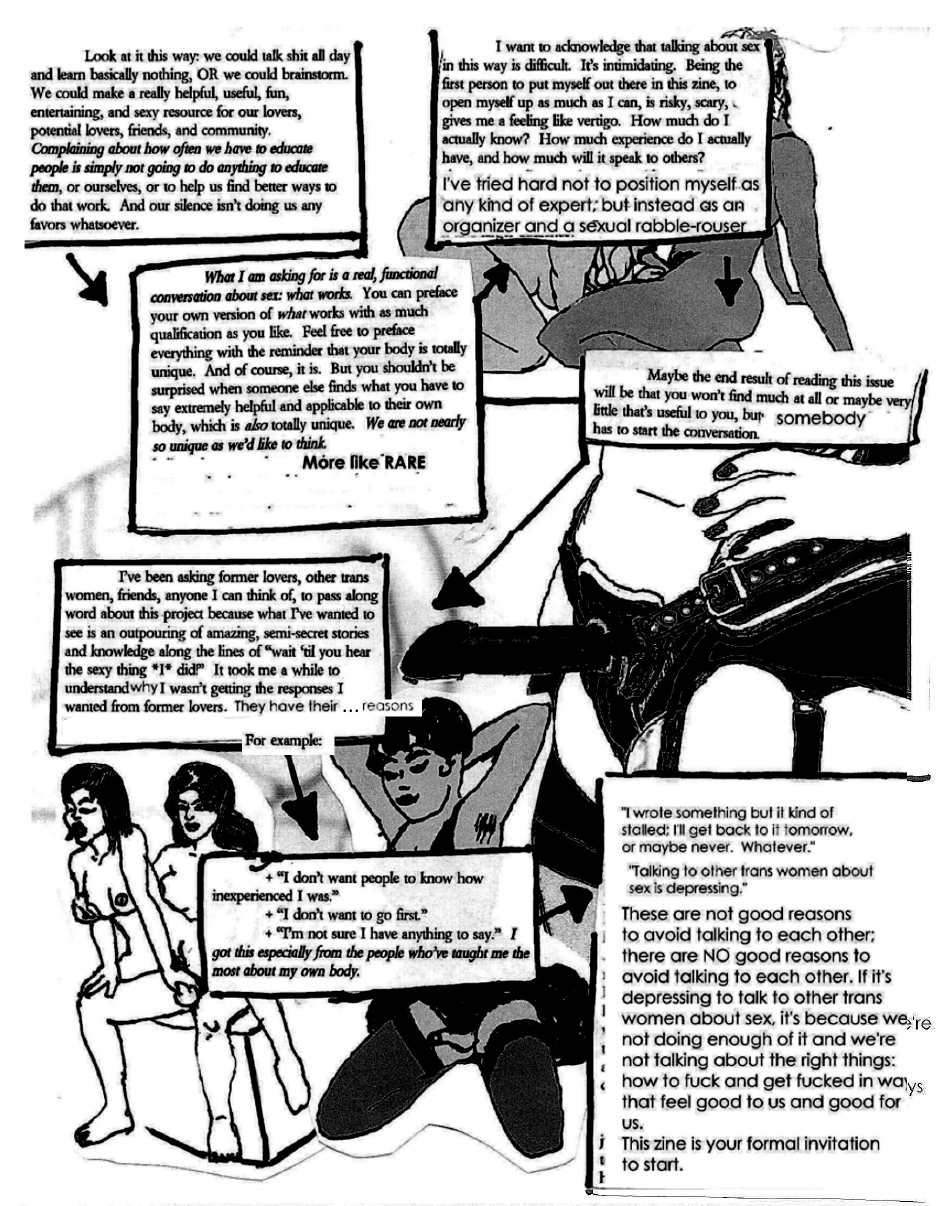 Look at it this way: we could talk shit all day
and learn basically nothing, OR we could brainstorm.
We could make a really helpful, useful, fun,
entertaining, and sexy resource for our lovers,
potential lovers, friends, and community.
Complaining about how often we have to educate
people is simply not going to do anything to educate
them, or ourselves, or to help us find better ways to
do that work. And our silence isn't doing us any
favors whatsoever.
I want to acknowledge that talking about sex
in this way is difficult. It's intimidating. Being the
first person to put myself out there in this zine, to
open myself up as much as I can, is risky, scary,
gives me a feeling like vertigo. How much do I
actually know? How much experience do I actually
have, and how much will it speak to others?
I've tried hard not to position myself as
any kind of expert; but instead as an
organizer and a sexual rabble-rouser
What I am asking for is a real, functional
conversation about sex: what works. You can preface
your own version of what works with as much
qualification as you like. Feel free to preface
everything with the reminder that your body is totally
unique. And of course, it is. But you shouldn't be
surprised when someone else finds what you have to
say extremely helpful and applicable to their own
body, which is also totally unique. We are not nearly
so unique as we'd like to think.
More like RARE
Maybe the end result of reading this issue
will be that you won't find much at all or maybe very
little that's useful to you, but somebody
has to start the conversation.
I've been asking former lovers, other trans
women, friends, anyone I can think of, to pass along
word about this project because what I've wanted to
see is an outpouring of amazing, semi-secret stories
and knowledge along the lines of "wait 'til you hear
the sexy thing *I* did!" It took me a while to
understand why I wasn't getting the responses I
wanted from former lovers. They have their ... reasons
For example:
+ "I don't want people to know how
inexperienced I was."
+ "I don't want to go first."
+ "I'm not sure I have anything to say." I
got this especially from the people who've taught me the
most about my own body.
"I wrote something but it kind of
stalled; I'll get back to it tomorrow,
or maybe never. Whatever."
"Talking to other trans women about
sex is depressing."
These are not good reasons
to avoid talking to each other;
there are NO good reasons to
avoid talking to each other. If it's
depressing to talk to other trans
women about sex, it's because we're
not doing enough of it and we're
not talking about the right things:
how to fuck and get fucked in ways
that feel good to us and good for
us.
This zine is your formal invitation
to start.